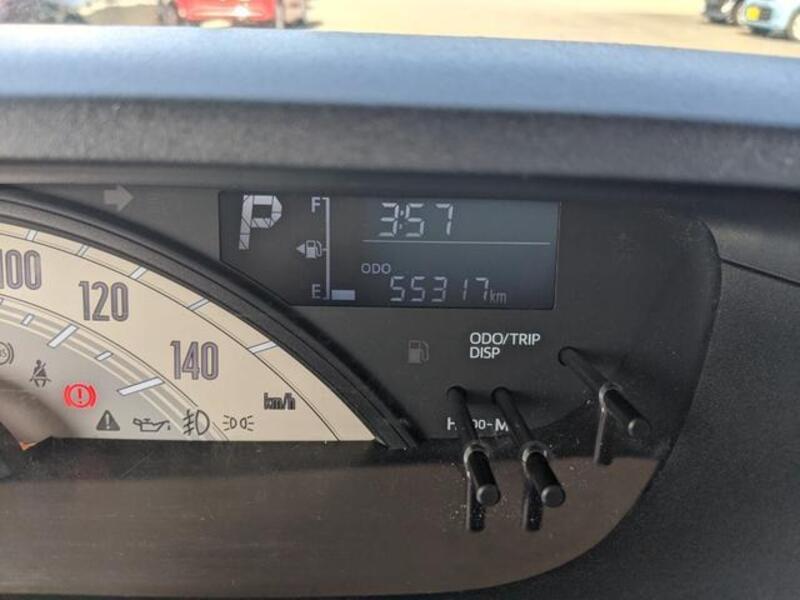 P
F
3:57
ODO
E
55317km
100
120
140
km/h
ODO/TRIP
DISP